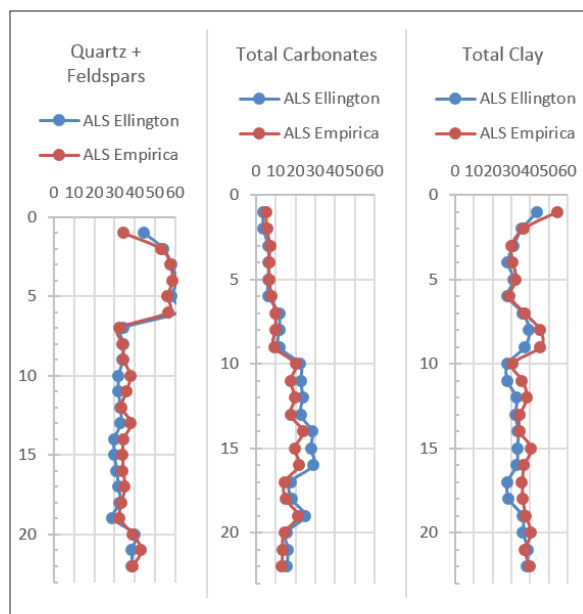 Quartz +
Feldspars
ALS Ellington
ALS Empirica
0 10 20 30 40 50 60
0
5
10
15
20
Total Carbonates
ALS Ellington
ALS Empirica
0 10 20 30 40 50 60
0
5
10
15
20
Total Clay
ALS Ellington
ALS Empirica
0 10 20 30 40 50 60
0
5
10
15
20